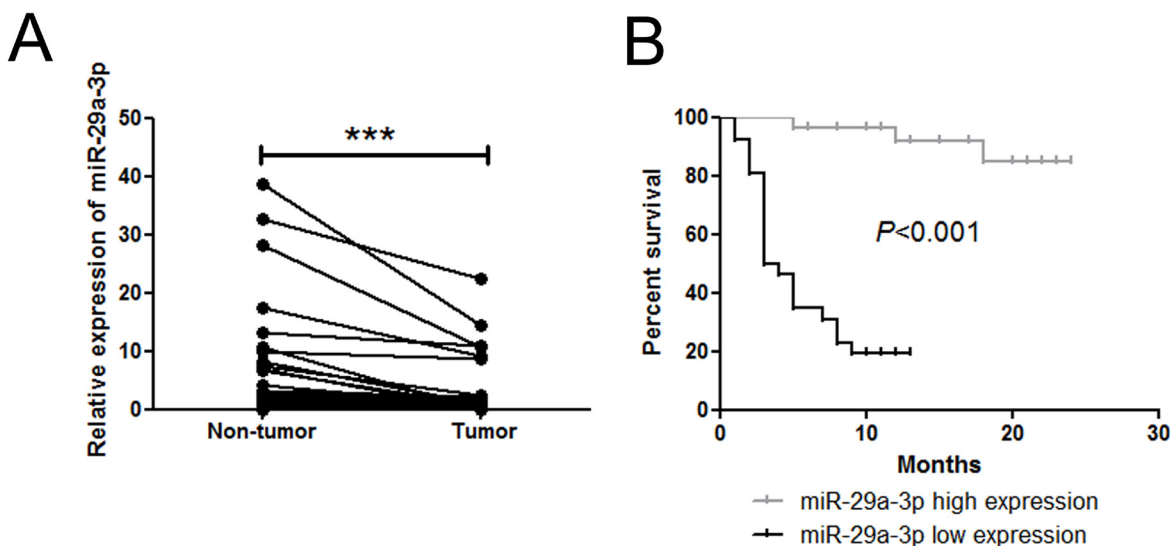 A
Relative expression of miR-29a-3p
50
40
30
20
10
0
***
Non-tumor
Tumor
B
Percent survival
100
80
60
40
20
0
P<0.001
0
10
20
30
Months
miR-29a-3p high expression
miR-29a-3p low expression